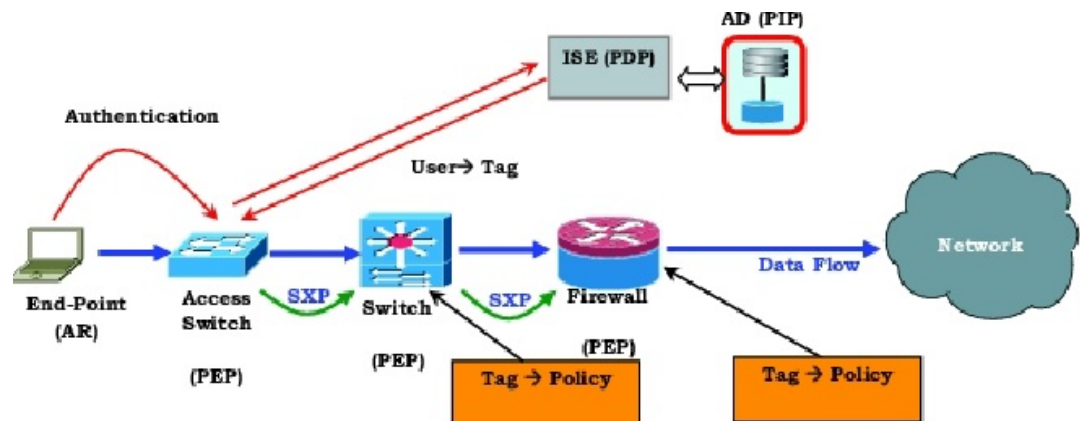 AD (PIP)
ISE (PDP)
Authentication
User→ Tag
Network
Data Flow
SXP
SXP
End-Point
(AR)
Access
Switch
(PEP)
Switch
(PEP)
Firewall
(PEP)
Tag → Policy
Tag → Policy